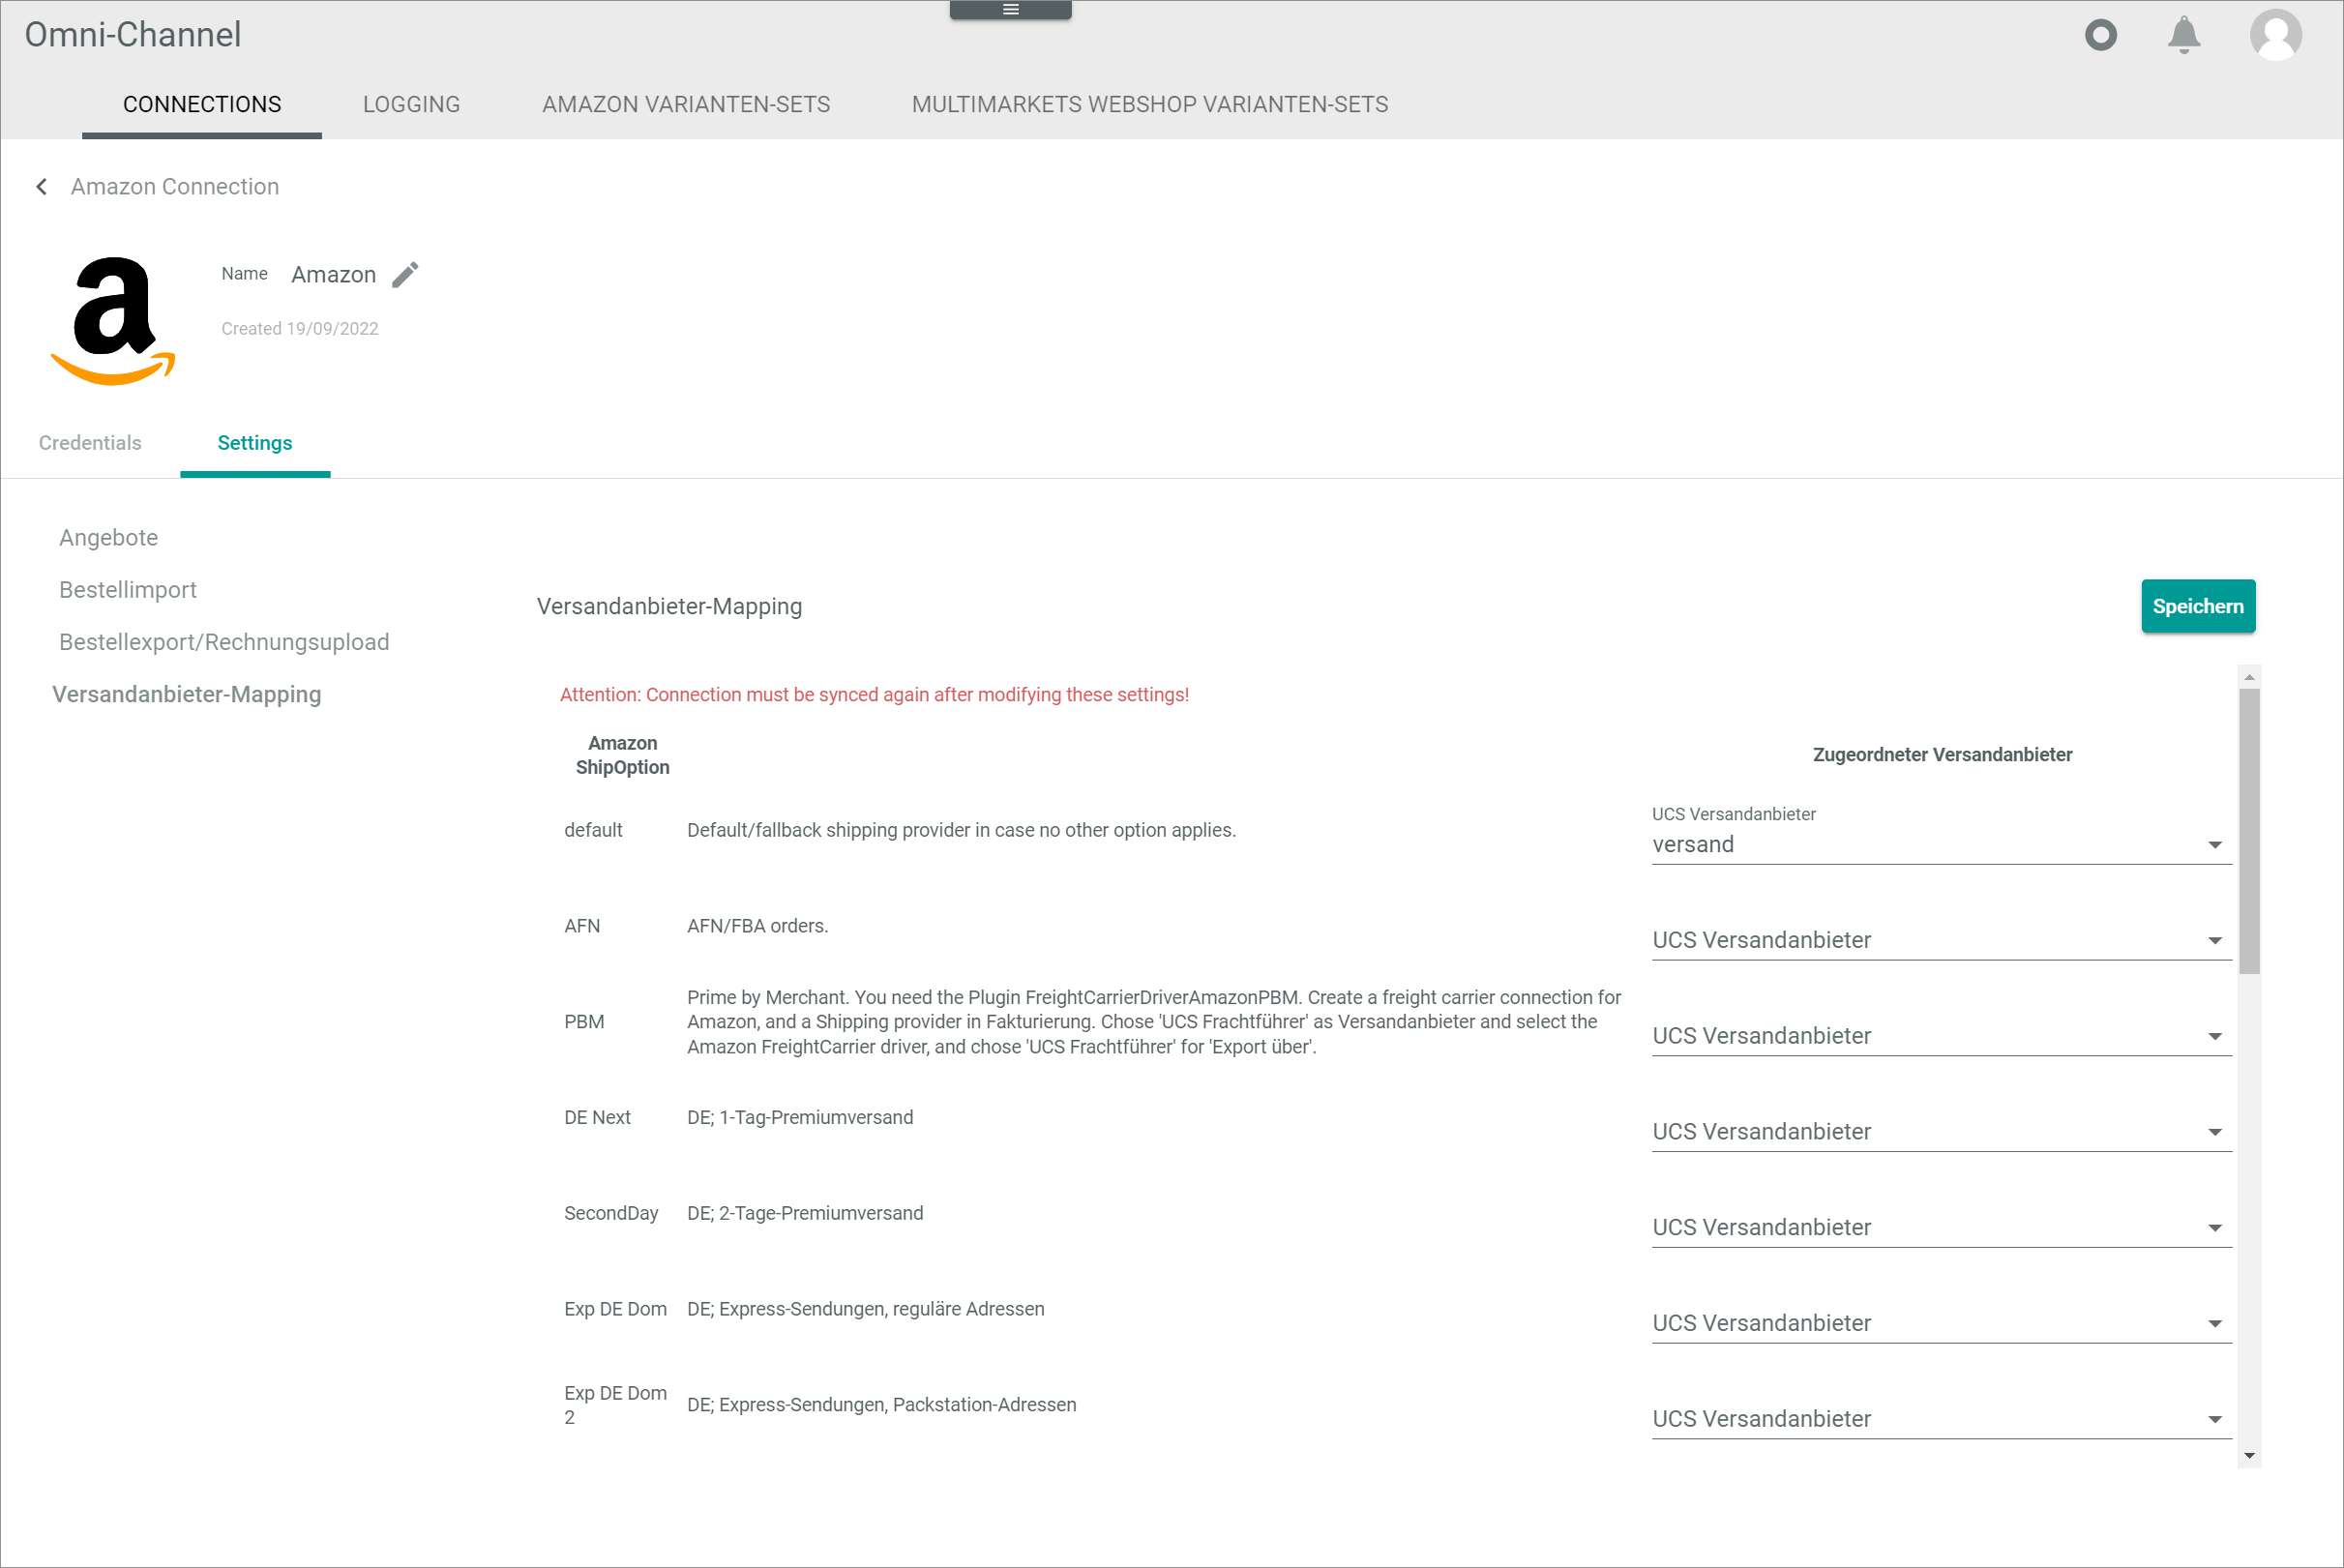 Omni-Channel
CONNECTIONS
LOGGING
AMAZON VARIANTEN-SETS
MULTIMARKETS WEBSHOP VARIANTEN-SETS
Amazon Connection
Name Amazon
Created 19/09/2022
Credentials
Settings
Angebote
Bestellimport
Bestellexport/Rechnungsupload
Versandanbieter-Mapping
Versandanbieter-Mapping
Speichern
Attention: Connection must be synced again after modifying these settings!
Amazon
ShipOption
Zugeordneter Versandanbieter
default
Default/fallback shipping provider in case no other option applies.
UCS Versandanbieter
versand
AFN
AFN/FBA orders.
UCS Versandanbieter
PBM
Prime by Merchant. You need the Plugin FreightCarrierDriverAmazonPBM. Create a freight carrier connection for
Amazon, and a Shipping provider in Fakturierung. Chose 'UCS Frachtführer' as Versandanbieter and select the
Amazon FreightCarrier driver, and chose 'UCS Frachtführer' for 'Export über'.
UCS Versandanbieter
DE Next
DE; 1-Tag-Premiumversand
UCS Versandanbieter
SecondDay
DE; 2-Tage-Premiumversand
UCS Versandanbieter
Exp DE Dom
DE; Express-Sendungen, reguläre Adressen
UCS Versandanbieter
Exp DE Dom
2
DE; Express-Sendungen, Packstation-Adressen
UCS Versandanbieter